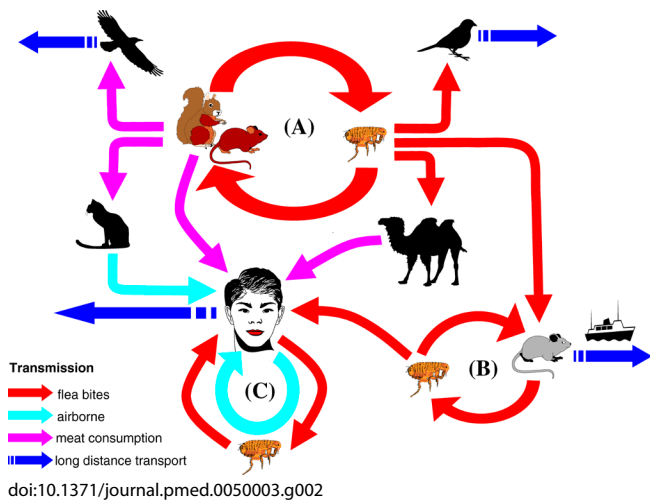 (A)
(B)
(C)
Transmission
flea bites
airborne
meat consumption
long distance transport
doi:10.1371/journal.pmed.0050003.g002